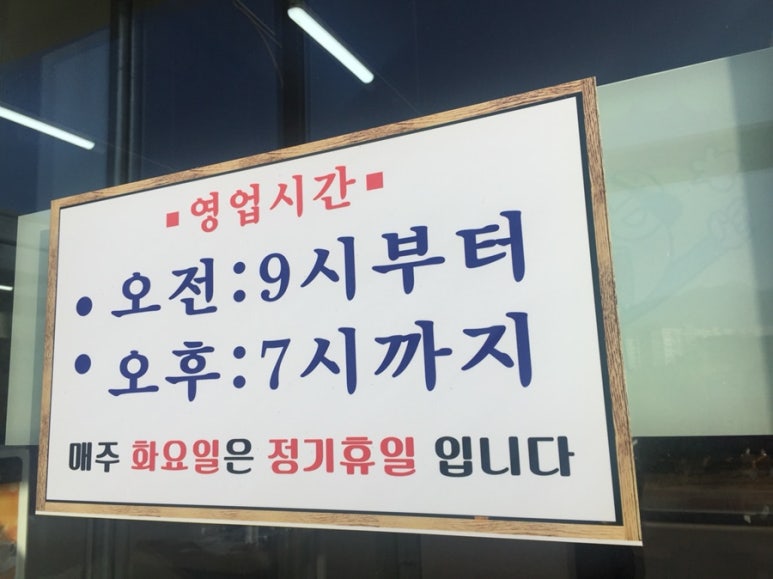 ■영업시간■
• 오전:9시부터
• 오후:7시까지
매주 화요일은 정기휴일 입니다